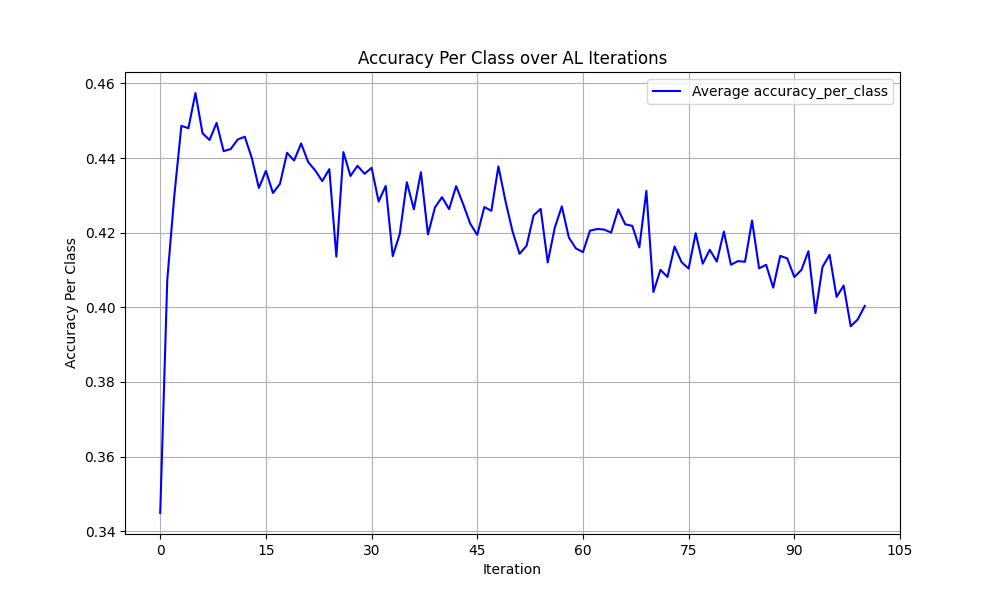 Accuracy Per Class over AL Iterations
Average accuracy_per_class
Accuracy Per Class
0.46
0.44
0.42
0.40
0.38
0.36
0.34
0 15 30 45 60 75 90 105
Iteration